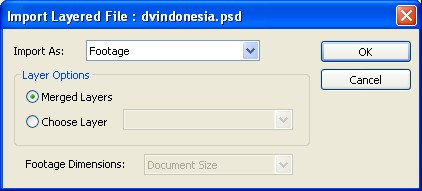 Import Layered File : dvindonesia.psd
Import As: Footage OK
Layer Options Cancel
Merged Layers
Choose Layer
Footage Dimensions: Document Size